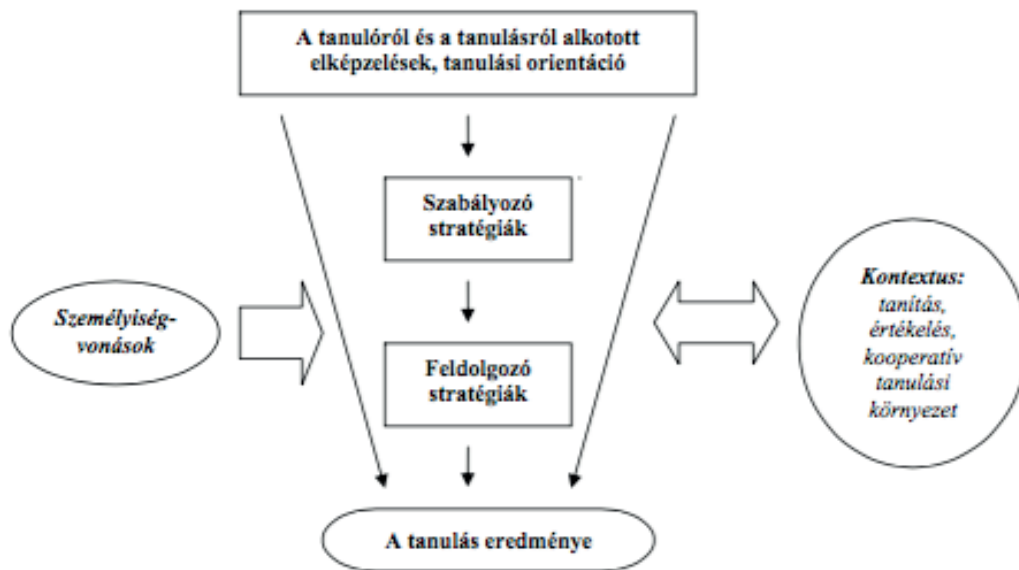 A tanulóról és a tanulásról alkotott
elképzelések, tanulási orientáció
Szabályozó
stratégiák
Személyiség-
vonások
Kontextus:
tanítás,
értékelés,
kooperatív
tanulási
környezet
Feldolgozó
stratégiák
A tanulás eredménye